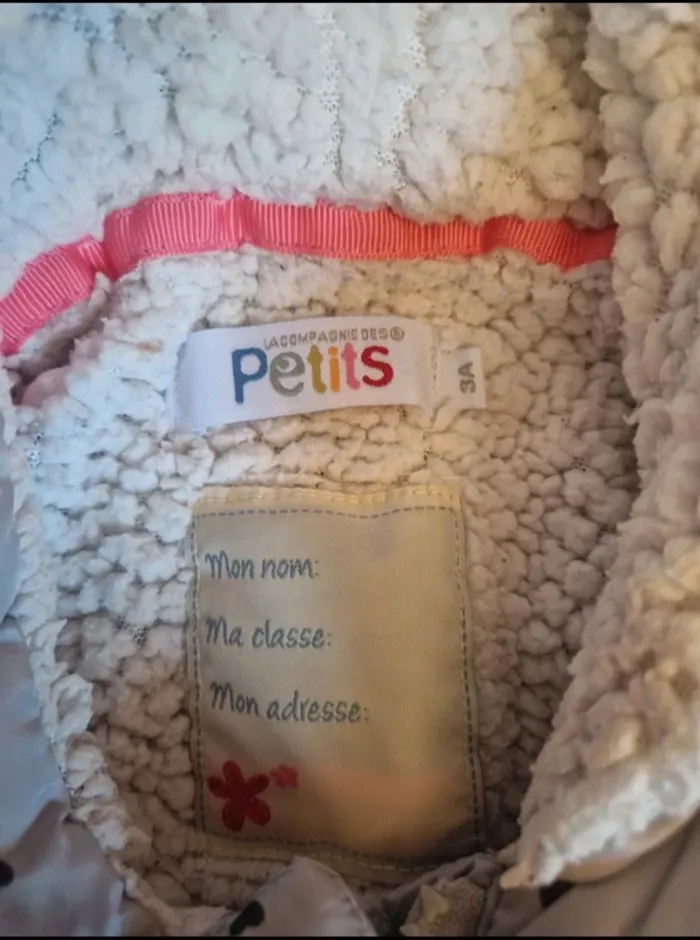 LA COMPAGNIE DES®
Petits
3A
Mon nom:
Ma classe:
Mon adresse: